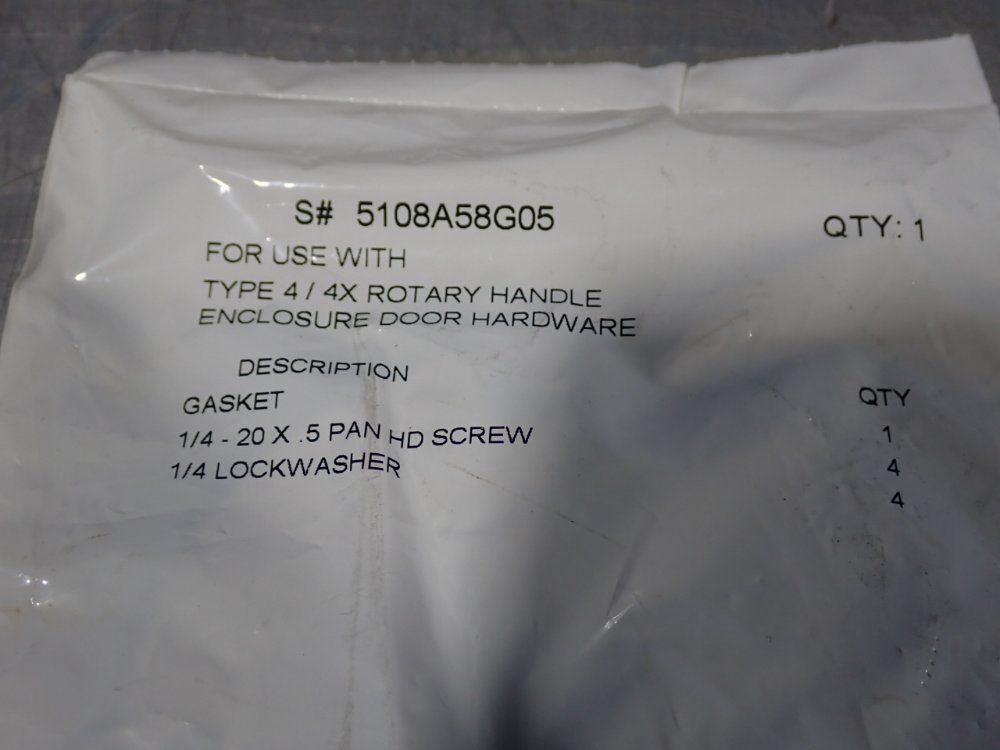 S# 5108A58G05 QTY: 1
FOR USE WITH
TYPE 4 / 4X ROTARY HANDLE
ENCLOSURE DOOR HARDWARE
DESCRIPTION QTY
GASKET 1
1/4 - 20 X .5 PAN HD SCREW 4
1/4 LOCKWASHER 4